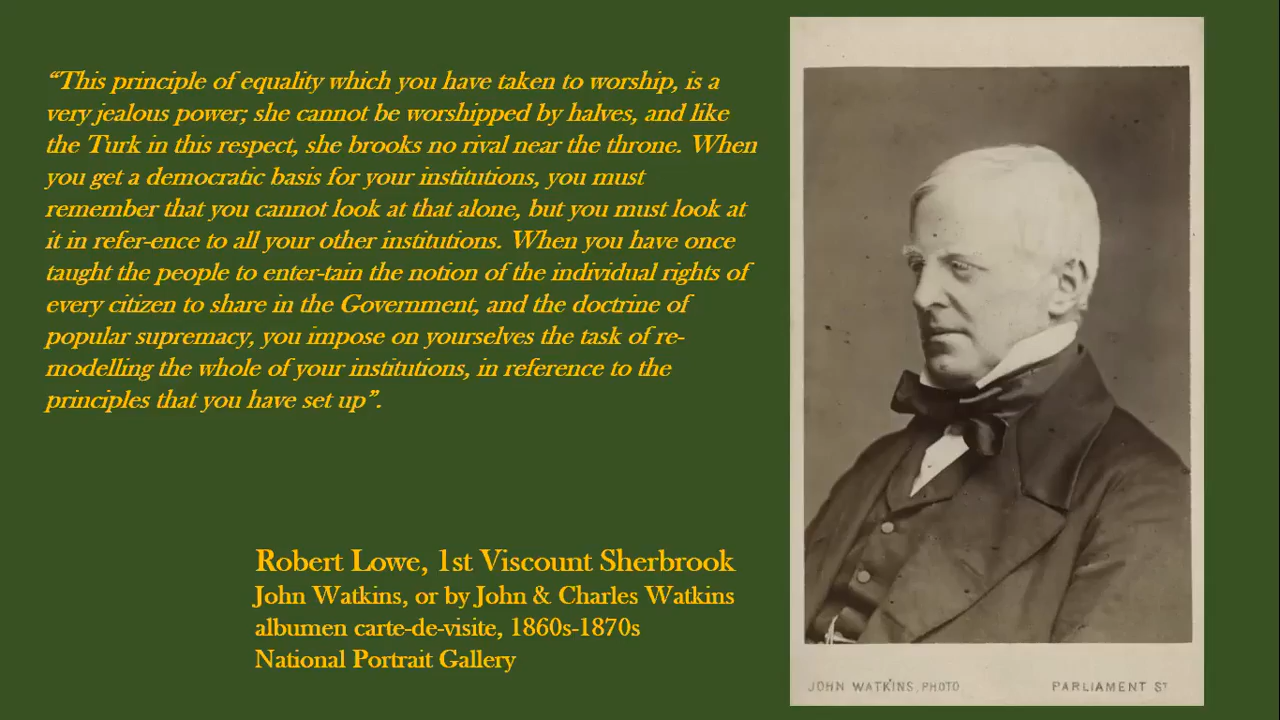 “This principle of equality which you have taken to worship, is a
very jealous power; she cannot be worshipped by halves, and like
the Turk in this respect, she brooks no rival near the throne. When
you get a democratic basis for your institutions, you must
remember that you cannot look at that alone, but you must look at
it in refer-ence to all your other institutions. When you have once
taught the people to enter-tain the notion of the individual rights of
every citizen to share in the Government, and the doctrine of
popular supremacy, you impose on yourselves the task of re-
modelling the whole of your institutions, in reference to the
principles that you have set up”.
Robert Lowe, 1st Viscount Sherbrook
John Watkins, or by John & Charles Watkins
albumen carte-de-visite, 1860s-1870s
National Portrait Gallery
JOHN WATKINS, PHOTO
PARLIAMENT ST